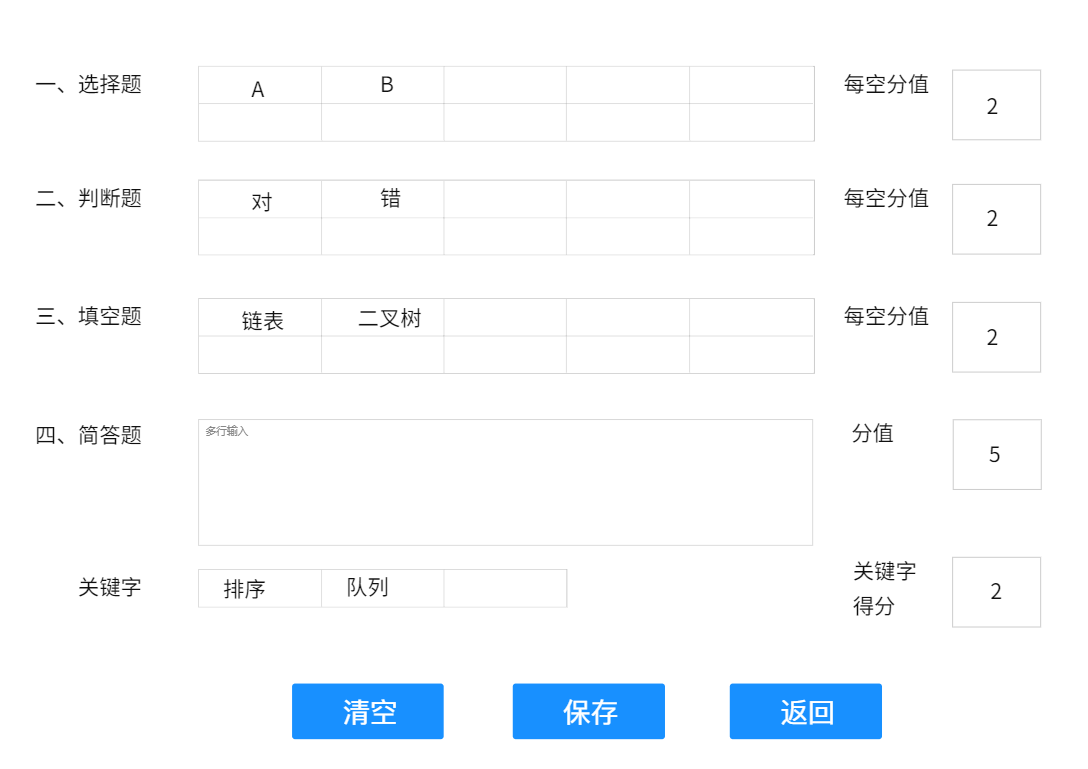 一、选择题 A B 每空分值 2
二、判断题 对 错 每空分值 2
三、填空题 链表 二叉树 每空分值 2
四、简答题 多行输入 分值 5
关键字 排序 队列 关键字 得分 2
清空 保存 返回